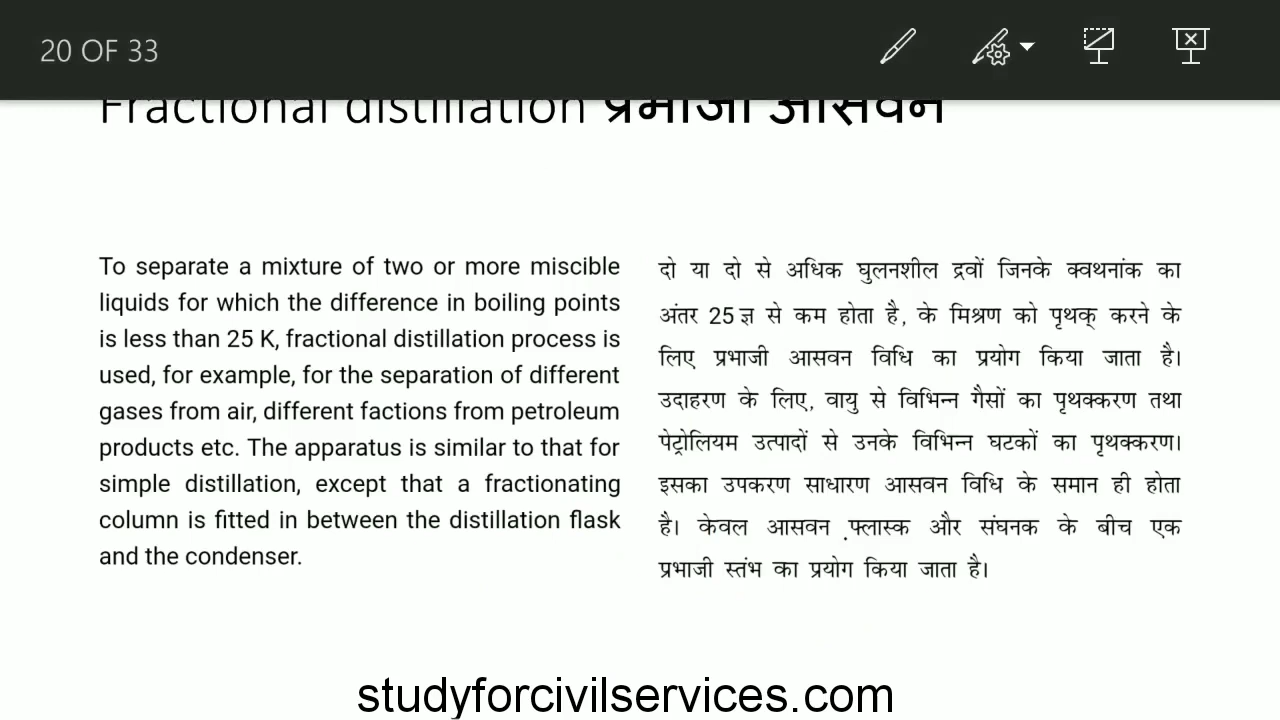 20 OF 33
Fractional distillation प्रभाजी आसवन
To separate a mixture of two or more miscible
liquids for which the difference in boiling points
is less than 25 K, fractional distillation process is
used, for example, for the separation of different
gases from air, different factions from petroleum
products etc. The apparatus is similar to that for
simple distillation, except that a fractionating
column is fitted in between the distillation flask
and the condenser.
दो या दो से अधिक घुलनशील द्रवों जिनके क्वथनांक का
अंतर 25 ज्ञ से कम होता है, के मिश्रण को पृथक् करने के
लिए प्रभाजी आसवन विधि का प्रयोग किया जाता है।
उदाहरण के लिए, वायु से विभिन्न गैसों का पृथक्करण तथा
पेट्रोलियम उत्पादों से उनके विभिन्न घटकों का पृथक्करण।
इसका उपकरण साधारण आसवन विधि के समान ही होता
है। केवल आसवन फ्लास्क और संघनक के बीच एक
प्रभाजी स्तंभ का प्रयोग किया जाता है।
studyforcivilservices.com